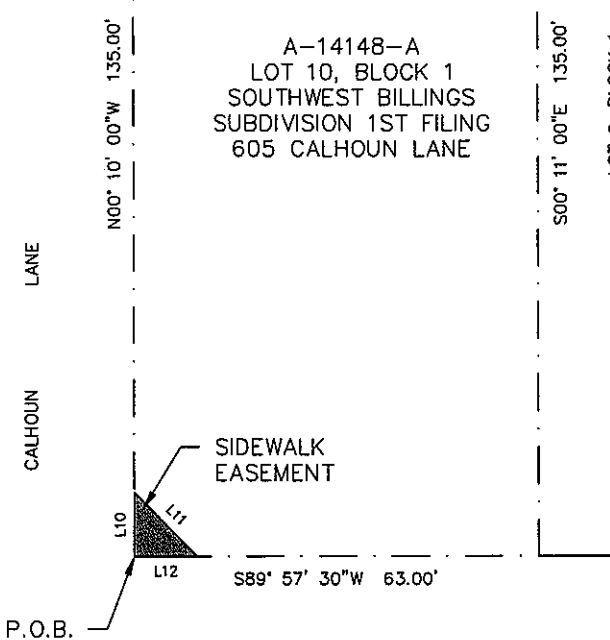 A-14148-A
LOT 10, BLOCK 1
SOUTHWEST BILLINGS
SUBDIVISION 1ST FILING
605 CALHOUN LANE
N00° 10' 00"W 135.00'
S00° 11' 00"E 135.00'
CALHOUN LANE
SIDEWALK
EASEMENT
L10
L11
L12
S89° 57' 30"W 63.00'
P.O.B.